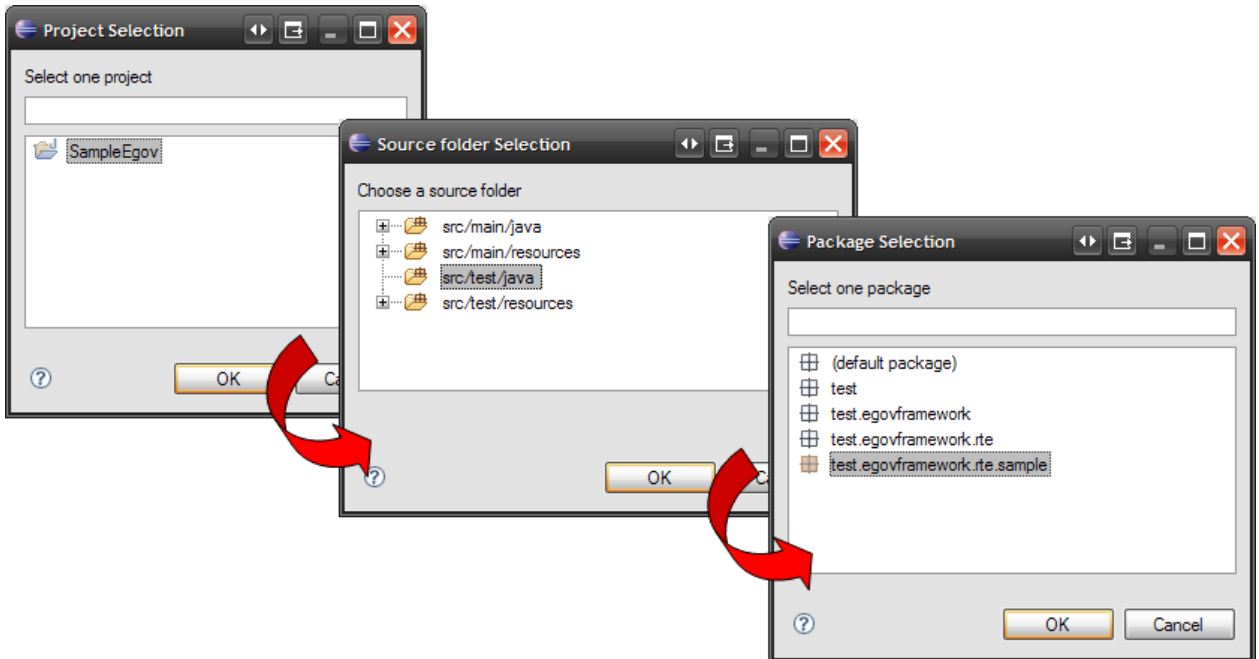 Project Selection
Select one project
SampleEgov
OK
Source folder Selection
Choose a source folder
src/main/java
src/main/resources
src/test/java
src/test/resources
OK
Package Selection
Select one package
(default package)
test
test.egovframework
test.egovframework.rte
test.egovframework.rte.sample
OK Cancel